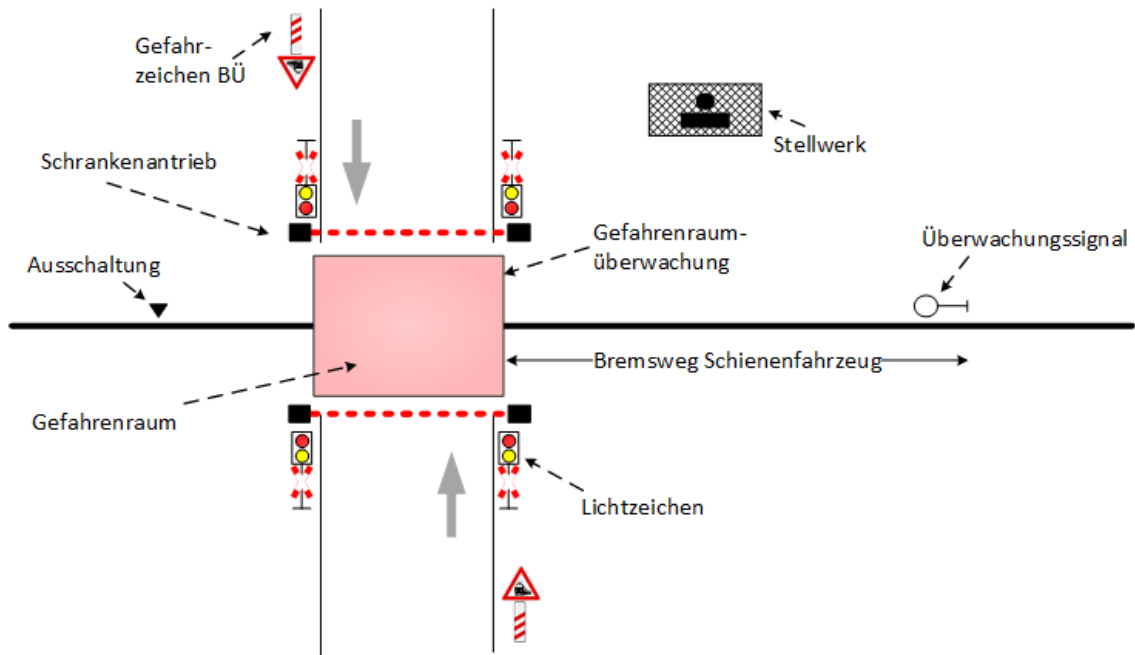 Gefahr-
zeichen BÜ
Stellwerk
Schrankenantrieb
Gefahrenraum-
überwachung
Überwachungssignal
Ausschaltung
Bremsweg Schienenfahrzeug
Gefahrenraum
Lichtzeichen